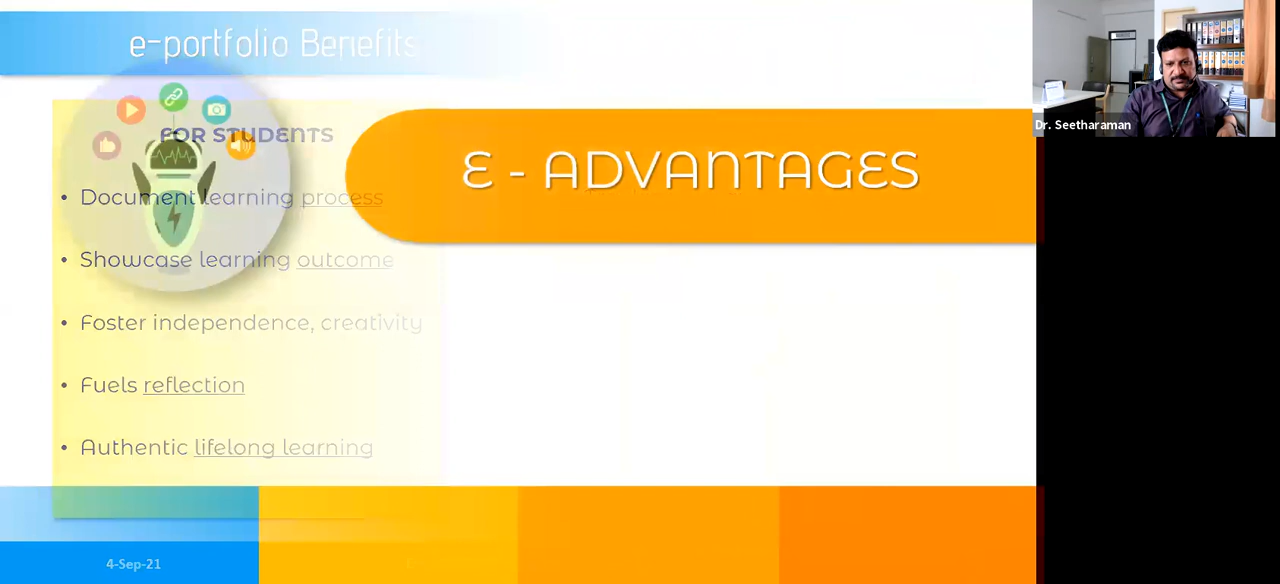 e-portfolio Benefits
Dr. Seetharaman
FOR STUDENTS
E - ADVANTAGES
• Document learning process
• Showcase learning outcome
• Foster independence, creativity
• Fuels reflection
• Authentic lifelong learning
4-Sep-21